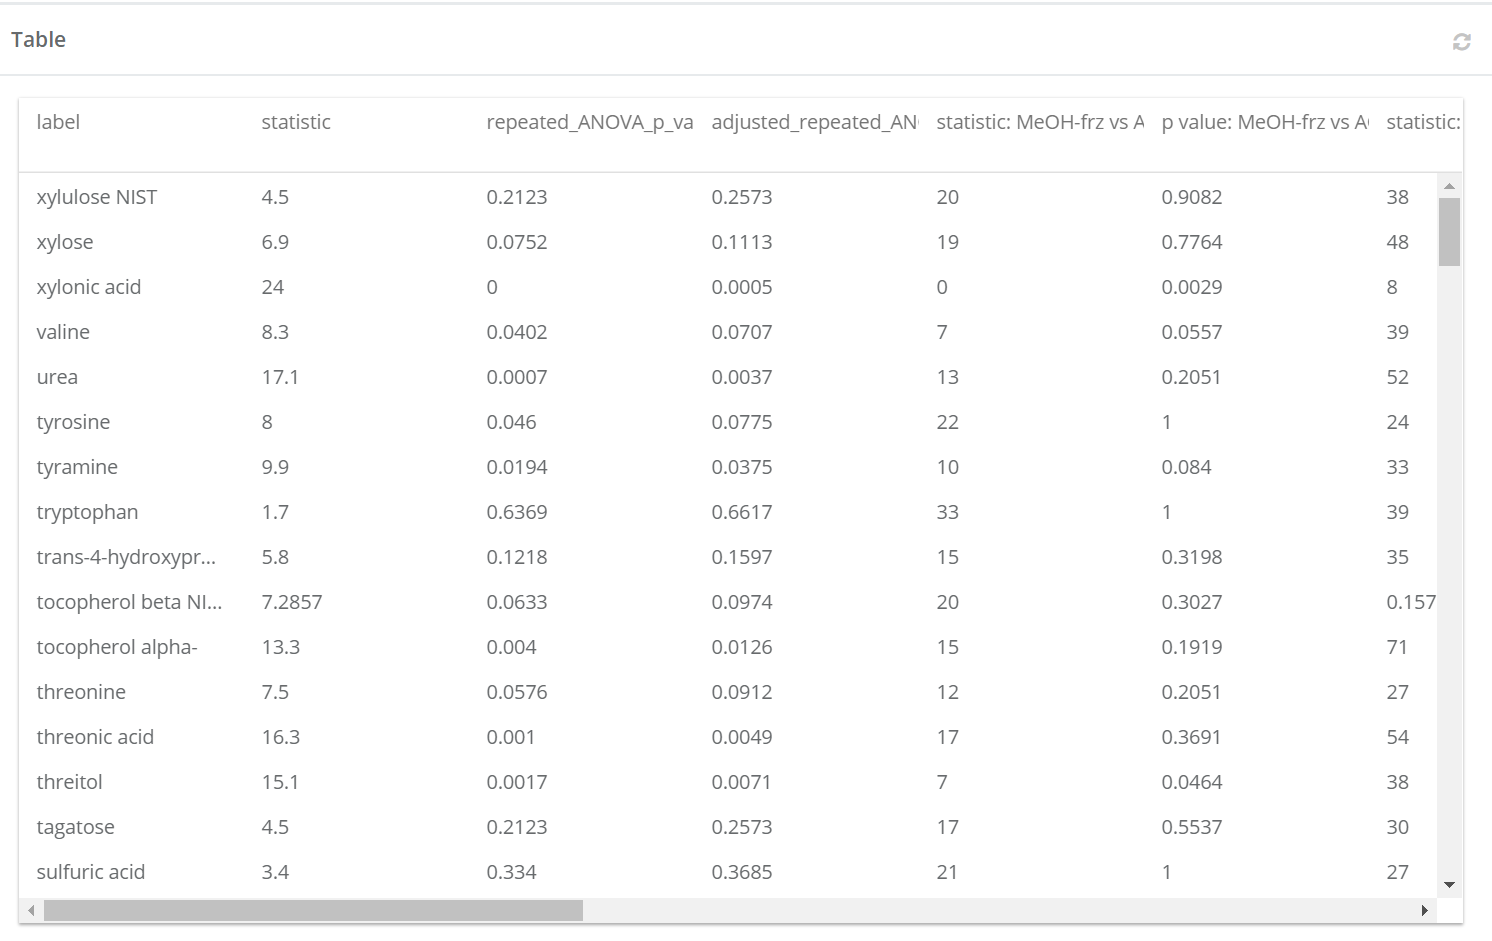 Table
label statistic repeated_ANOVA_p_va adjusted_repeated_AN statistic: MeOH-frz vs A p value: MeOH-frz vs A statistic:
xylulose NIST 4.5 0.2123 0.2573 20 0.9082 38
xylose 6.9 0.0752 0.1113 19 0.7764 48
xylonic acid 24 0 0.0005 0 0.0029 8
valine 8.3 0.0402 0.0707 7 0.0557 39
urea 17.1 0.0007 0.0037 13 0.2051 52
tyrosine 8 0.046 0.0775 22 1 24
tyramine 9.9 0.0194 0.0375 10 0.084 33
tryptophan 1.7 0.6369 0.6617 33 1 39
trans-4-hydroxypr... 5.8 0.1218 0.1597 15 0.3198 35
tocopherol beta NI... 7.2857 0.0633 0.0974 20 0.3027 0.157
tocopherol alpha- 13.3 0.004 0.0126 15 0.1919 71
threonine 7.5 0.0576 0.0912 12 0.2051 27
threonic acid 16.3 0.001 0.0049 17 0.3691 54
threitol 15.1 0.0017 0.0071 7 0.0464 38
tagatose 4.5 0.2123 0.2573 17 0.5537 30
sulfuric acid 3.4 0.334 0.3685 21 1 27